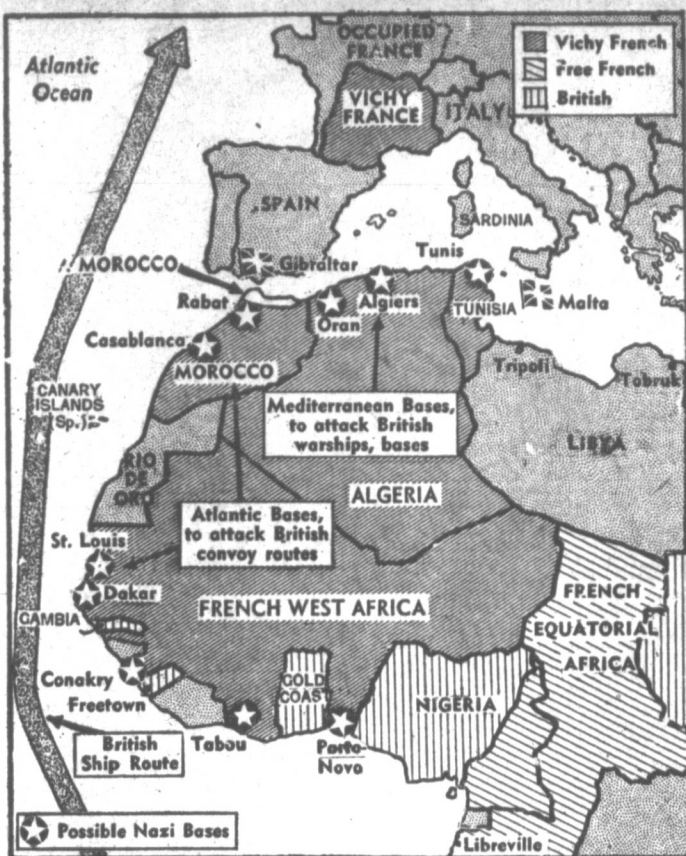 OCCUPIED
FRANCE
Vichy French
Free French
British
Atlantic
Ocean
VICHY
FRANCE
ITALY
SPAIN
SARDINIA
MOROCCO
Gibraltar
Tunis
Rabat
Oran
Algiers
TUNISIA
Malta
Casablanca
MOROCCO
Tripoli
Tobruk
CANARY
ISLANDS
(Sp.)
Mediterranean Bases,
to attack British
warships, bases
LIBYA
RIO
DE
ORO
ALGERIA
Atlantic Bases,
to attack British
convoy routes
St. Louis
Dakar
FRENCH WEST AFRICA
FRENCH
EQUATORIAL
AFRICA
GAMBIA
Conakry
Freetown
GOLD
COAST
NIGERIA
British
Ship Route
Tabou
Porto
Novo
Possible Nazi Bases
Libreville